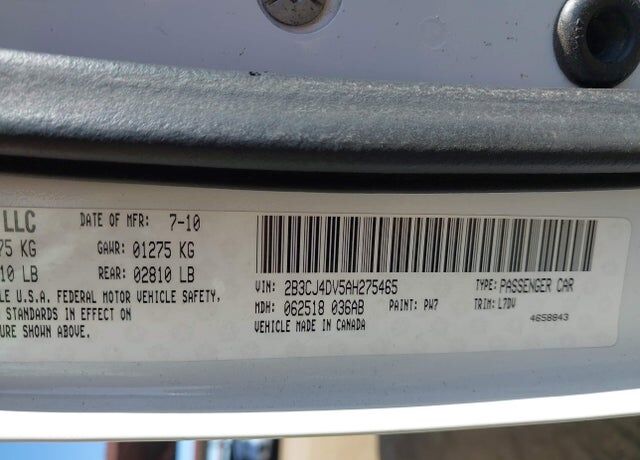 LLC DATE OF MFR: 7-10
75 KG GAWR: 01275 KG
10 LB REAR: 02810 LB
LE U.S.A. FEDERAL MOTOR VEHICLE SAFETY,
STANDARDS IN EFFECT ON
URE SHOWN ABOVE.
VIN: 2B3CJ4DV5AH275465 TYPE: PASSENGER CAR
MDH: 062518 036AB PAINT: PW7 TRIM: L7DV
VEHICLE MADE IN CANADA 4658843